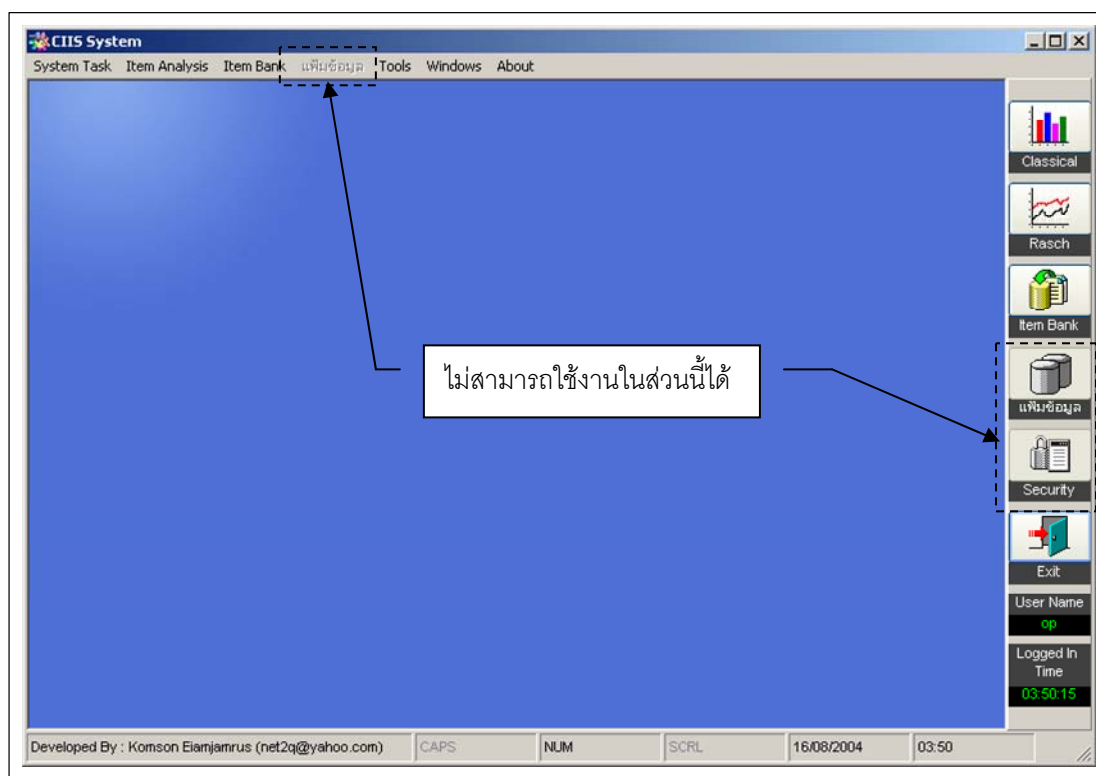 CIIS System
System Task Item Analysis Item Bank แฟ้มข้อมูล Tools Windows About
Classical
Rasch
Item Bank
ไม่สามารถใช้งานในส่วนนี้ได้
แฟ้มข้อมูล
Security
Exit
User Name
op
Logged In
Time
03:50:15
Developed By : Komson Eiamjamrus (net2q@yahoo.com) CAPS NUM SCRL 16/08/2004 03:50